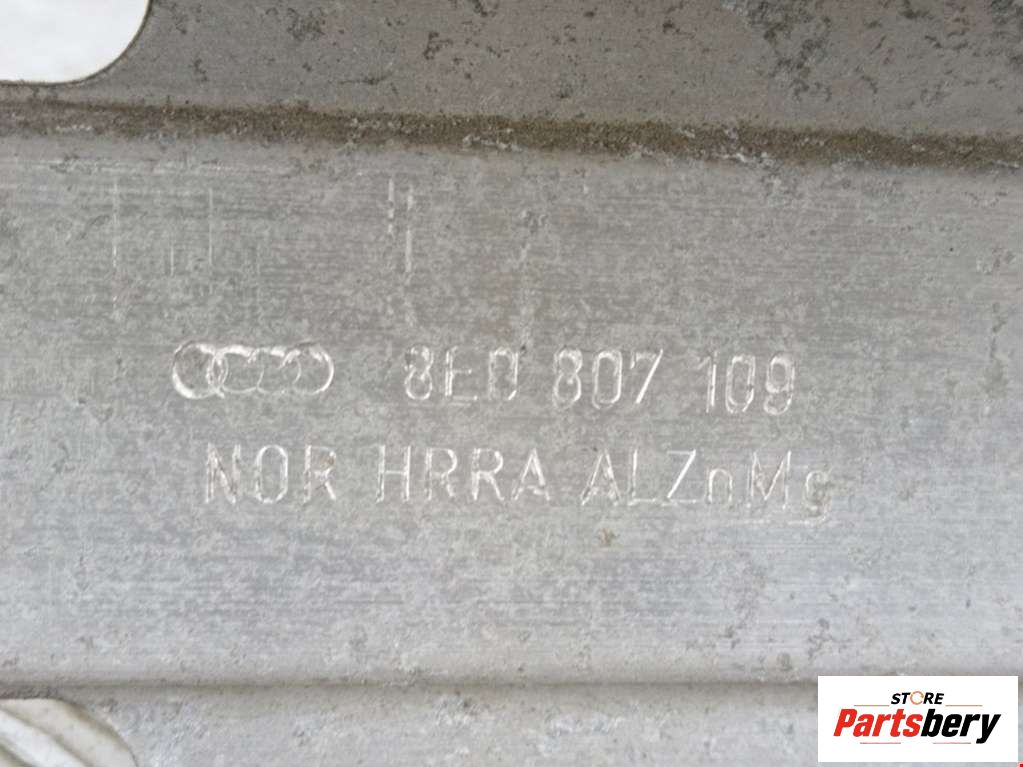 8E0 807 109
NOR HRRA ALZnMg
STORE
Partsbery